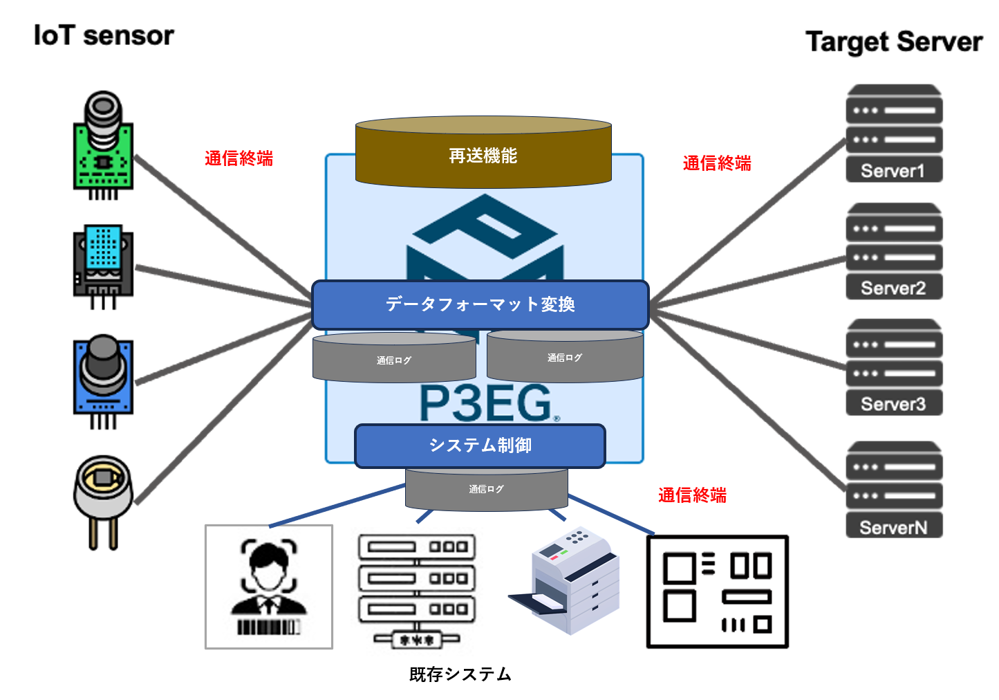 IoT sensor
Target Server
通信終端
再送機能
通信終端
Server1
Server2
データフォーマット変換
通信ログ
通信ログ
Server3
P3EG®
システム制御
通信ログ
通信終端
ServerN
既存システム